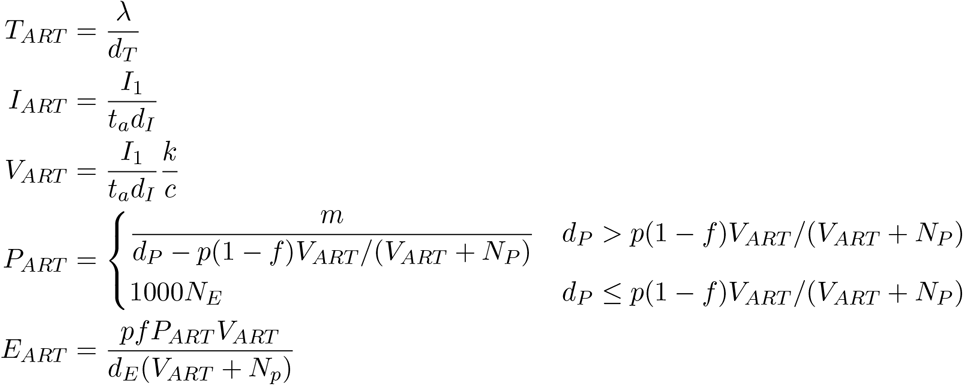 T_{ART} = \frac{\lambda}{d_T}
I_{ART} = \frac{I_1}{t_a d_I}
V_{ART} = \frac{I_1}{t_a d_I} \frac{k}{c}
P_{ART} = \begin{cases} \dfrac{m}{d_P - p(1-f)V_{ART}/(V_{ART} + N_P)} & d_P > p(1-f)V_{ART}/(V_{ART} + N_P) \\ 1000N_E & d_P \leq p(1-f)V_{ART}/(V_{ART} + N_P) \end{cases}
E_{ART} = \frac{pfP_{ART}V_{ART}}{d_E(V_{ART} + N_p)}